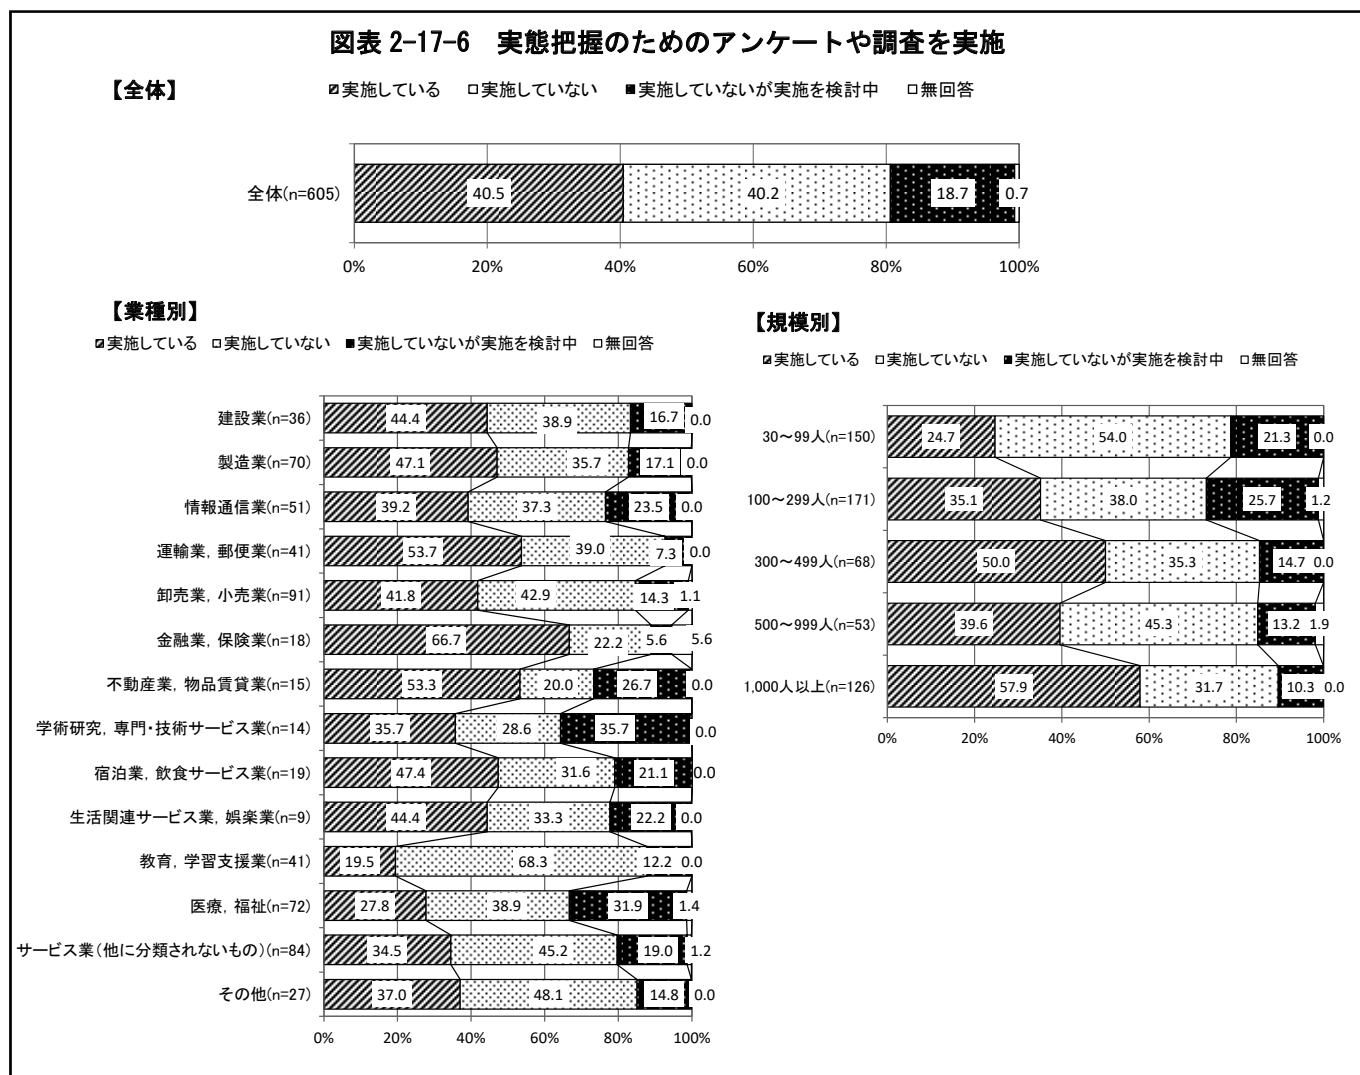 図表 2-17-6　実態把握のためのアンケートや調査を実施
【全体】
実施している 実施していない 実施していないが実施を検討中 無回答
全体(n=605) 40.5 40.2 18.7 0.7
0% 20% 40% 60% 80% 100%
【業種別】
実施している 実施していない 実施していないが実施を検討中 無回答
建設業(n=36) 44.4 38.9 16.7 0.0
製造業(n=70) 47.1 35.7 17.1 0.0
情報通信業(n=51) 39.2 37.3 23.5 0.0
運輸業，郵便業(n=41) 53.7 39.0 7.3 0.0
卸売業，小売業(n=91) 41.8 42.9 14.3 1.1
金融業，保険業(n=18) 66.7 22.2 5.6 5.6
不動産業，物品賃貸業(n=15) 53.3 20.0 26.7 0.0
学術研究，専門・技術サービス業(n=14) 35.7 28.6 35.7 0.0
宿泊業，飲食サービス業(n=19) 47.4 31.6 21.1 0.0
生活関連サービス業，娯楽業(n=9) 44.4 33.3 22.2 0.0
教育，学習支援業(n=41) 19.5 68.3 12.2 0.0
医療，福祉(n=72) 27.8 38.9 31.9 1.4
サービス業（他に分類されないもの）(n=84) 34.5 45.2 19.0 1.2
その他(n=27) 37.0 48.1 14.8 0.0
0% 20% 40% 60% 80% 100%
【規模別】
実施している 実施していない 実施していないが実施を検討中 無回答
30～99人(n=150) 24.7 54.0 21.3 0.0
100～299人(n=171) 35.1 38.0 25.7 1.2
300～499人(n=68) 50.0 35.3 14.7 0.0
500～999人(n=53) 39.6 45.3 13.2 1.9
1,000人以上(n=126) 57.9 31.7 10.3 0.0
0% 20% 40% 60% 80% 100%